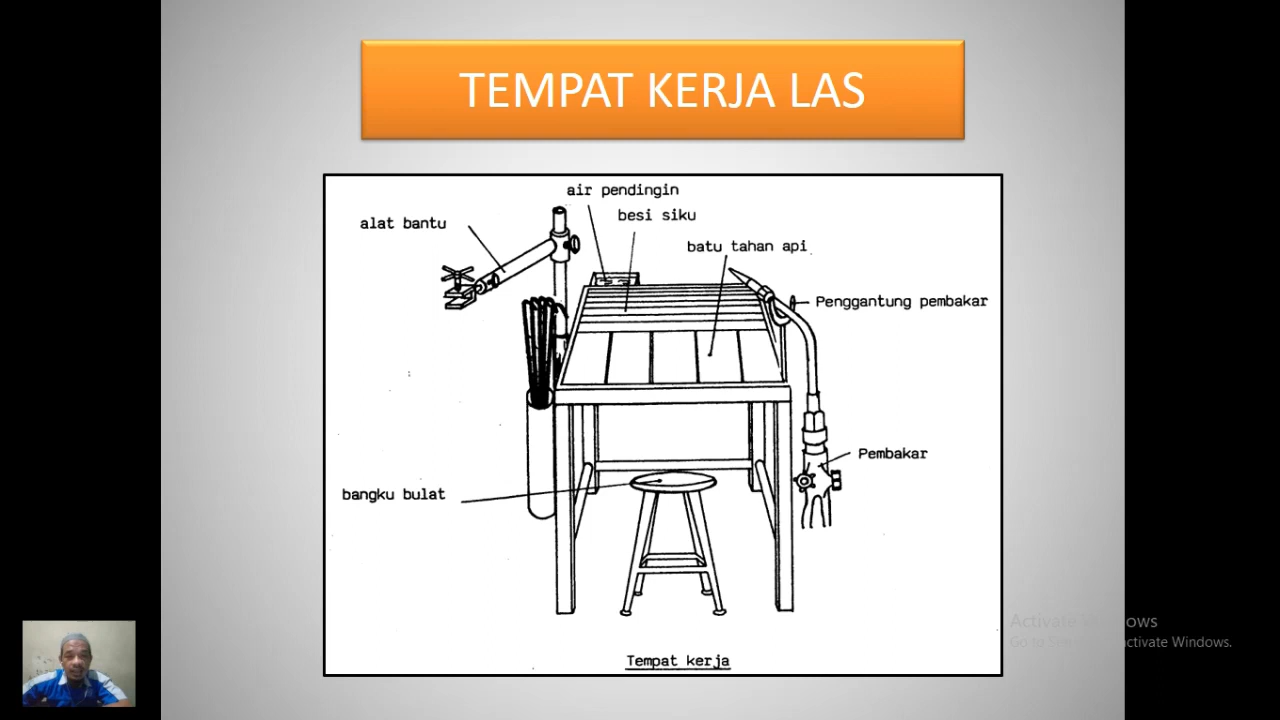 TEMPAT KERJA LAS
air pendingin
besi siku
alat bantu
batu tahan api
Penggantung pembakar
Pembakar
bangku bulat
Tempat kerja
Activate Windows
Go to Settings to activate Windows.